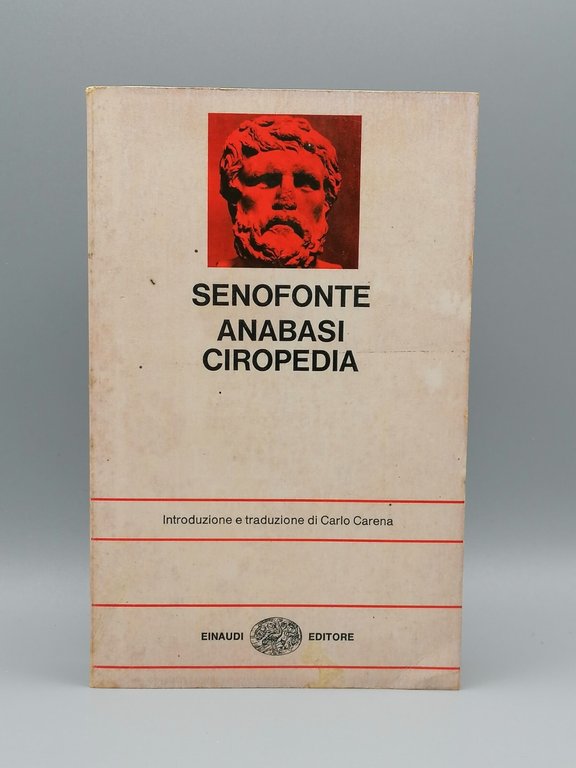 SENOFONTE
ANABASI
CIROPEDIA
Introduzione e traduzione di Carlo Carena
EINAUDI EDITORE